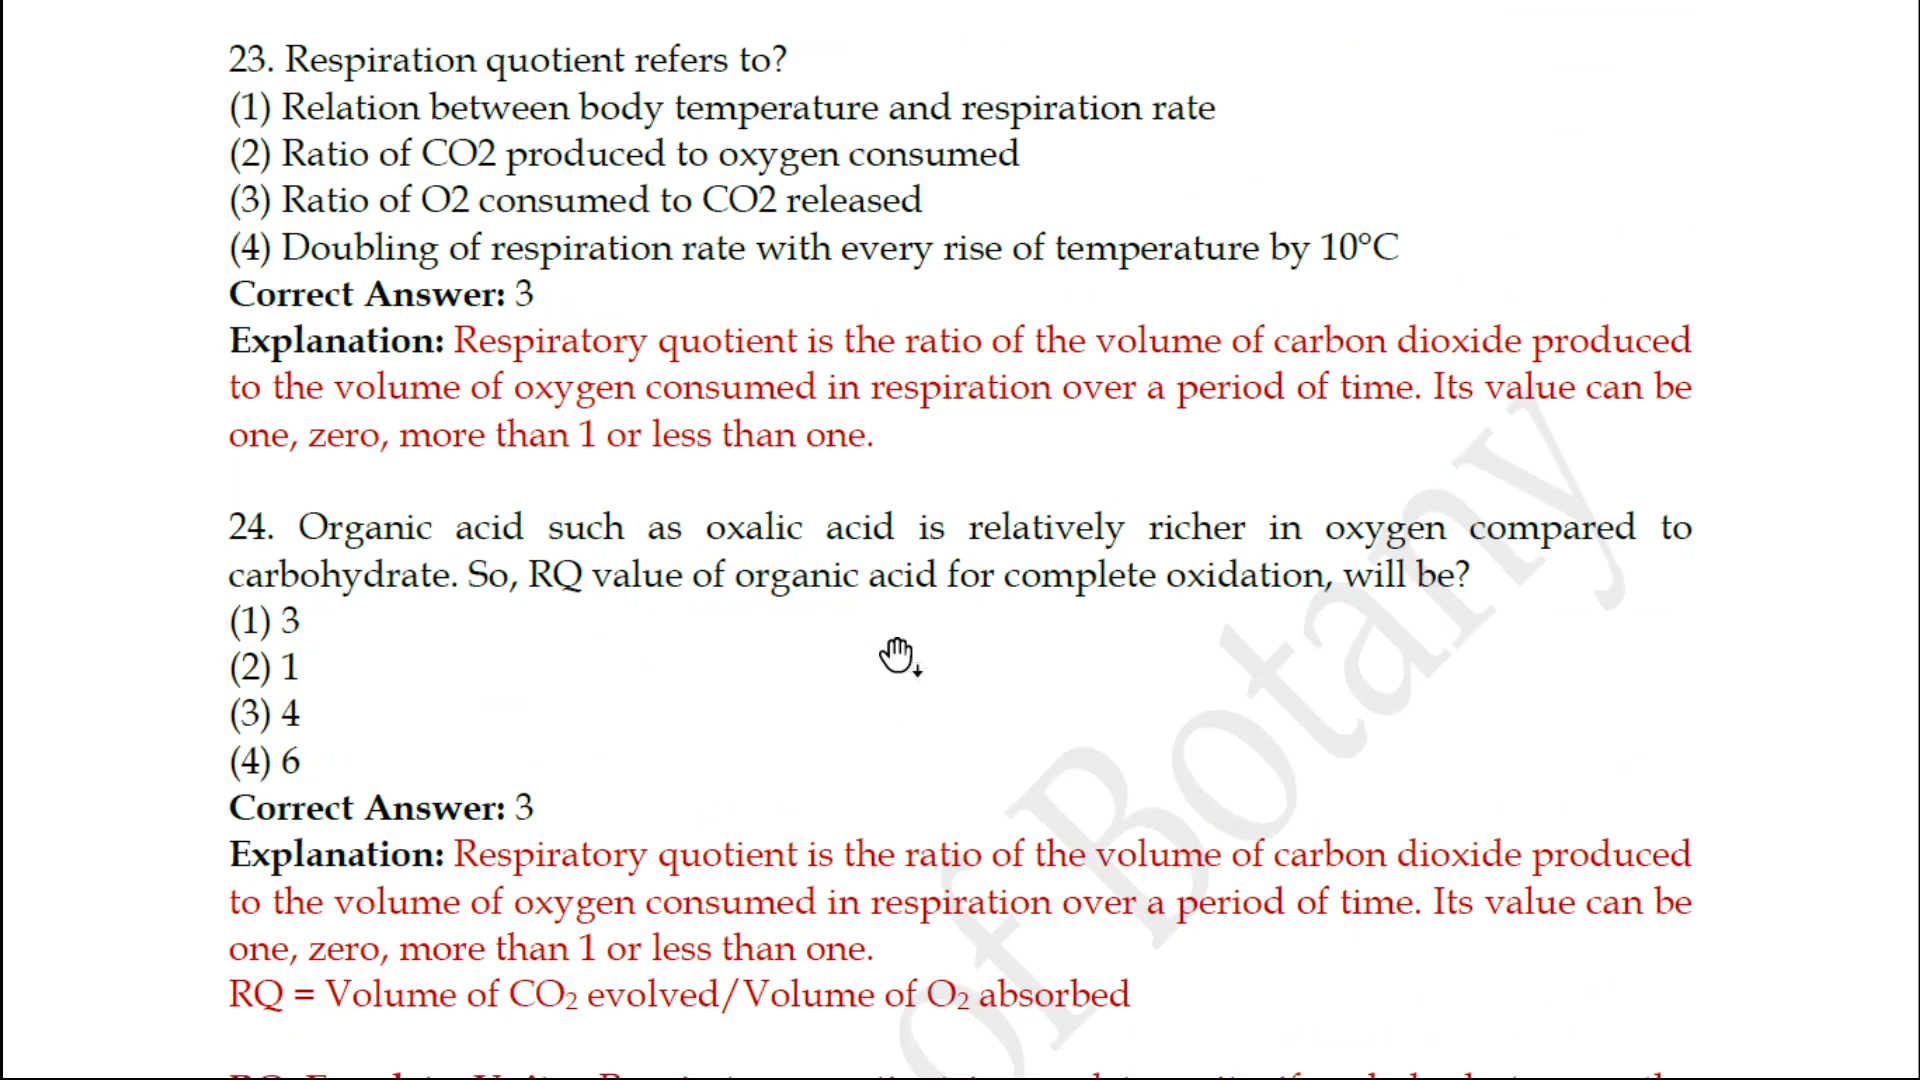 23. Respiration quotient refers to?
(1) Relation between body temperature and respiration rate
(2) Ratio of CO2 produced to oxygen consumed
(3) Ratio of O2 consumed to CO2 released
(4) Doubling of respiration rate with every rise of temperature by 10°C
Correct Answer: 3
Explanation: Respiratory quotient is the ratio of the volume of carbon dioxide produced
to the volume of oxygen consumed in respiration over a period of time. Its value can be
one, zero, more than 1 or less than one.
24. Organic acid such as oxalic acid is relatively richer in oxygen compared to
carbohydrate. So, RQ value of organic acid for complete oxidation, will be?
(1) 3
(2) 1
(3) 4
(4) 6
Correct Answer: 3
Explanation: Respiratory quotient is the ratio of the volume of carbon dioxide produced
to the volume of oxygen consumed in respiration over a period of time. Its value can be
one, zero, more than 1 or less than one.
RQ = Volume of CO₂ evolved/Volume of O₂ absorbed
of Botany